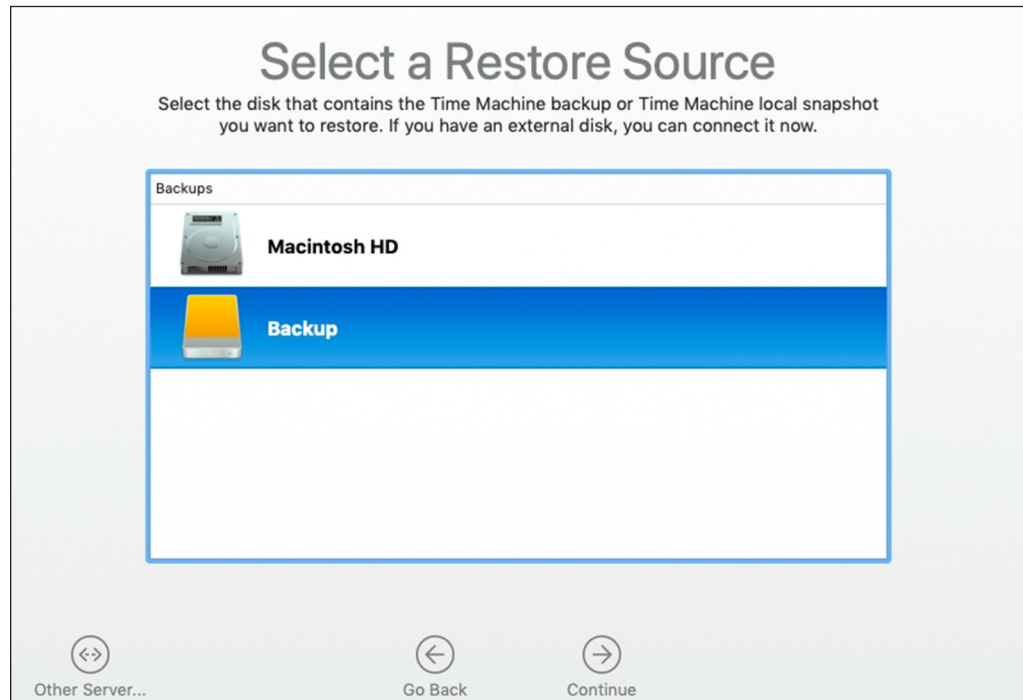 Select a Restore Source
Select the disk that contains the Time Machine backup or Time Machine local snapshot
you want to restore. If you have an external disk, you can connect it now.
Backups
Macintosh HD
Backup
Other Server...
Go Back
Continue